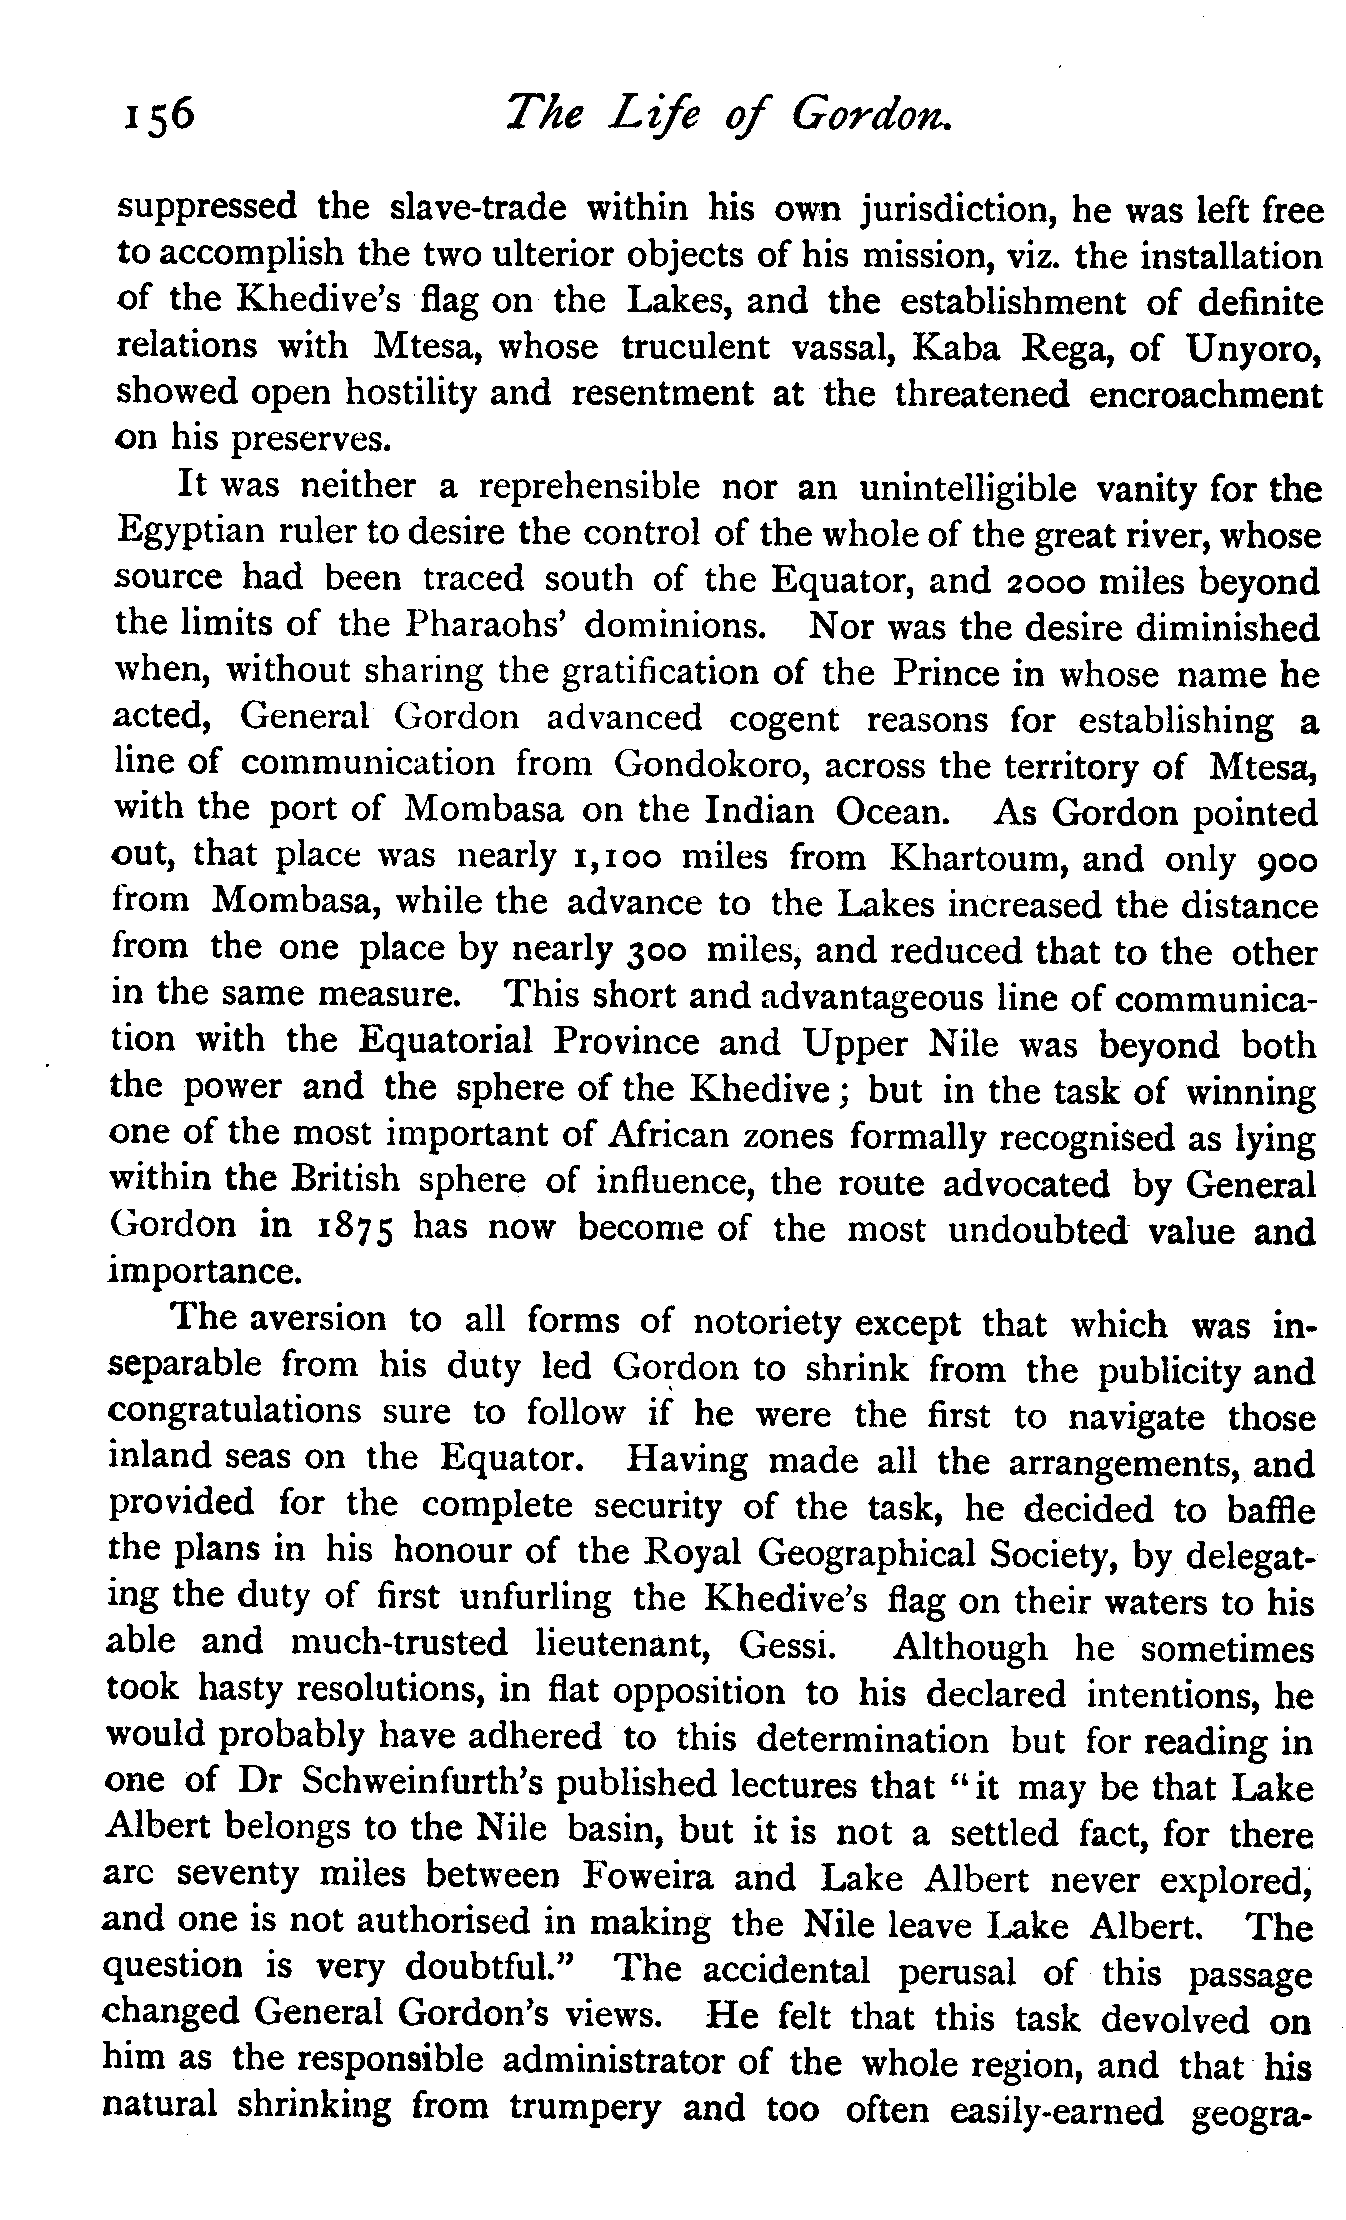 156 The Life of Gordon.
suppressed the slave-trade within his own jurisdiction, he was left free
to accomplish the two ulterior objects of his mission, viz. the installation
of the Khedive's flag on the Lakes, and the establishment of definite
relations with Mtesa, whose truculent vassal, Kaba Rega, of Unyoro,
showed open hostility and resentment at the threatened encroachment
on his preserves.
It was neither a reprehensible nor an unintelligible vanity for the
Egyptian ruler to desire the control of the whole of the great river, whose
source had been traced south of the Equator, and 2000 miles beyond
the limits of the Pharaohs' dominions. Nor was the desire diminished
when, without sharing the gratification of the Prince in whose name he
acted, General Gordon advanced cogent reasons for establishing a
line of communication from Gondokoro, across the territory of Mtesa,
with the port of Mombasa on the Indian Ocean. As Gordon pointed
out, that place was nearly 1,100 miles from Khartoum, and only 900
from Mombasa, while the advance to the Lakes increased the distance
from the one place by nearly 300 miles, and reduced that to the other
in the same measure. This short and advantageous line of communica-
tion with the Equatorial Province and Upper Nile was beyond both
the power and the sphere of the Khedive; but in the task of winning
one of the most important of African zones formally recognised as lying
within the British sphere of influence, the route advocated by General
Gordon in 1875 has now become of the most undoubted value and
importance.
The aversion to all forms of notoriety except that which was in-
separable from his duty led Gordon to shrink from the publicity and
congratulations sure to follow if he were the first to navigate those
inland seas on the Equator. Having made all the arrangements, and
provided for the complete security of the task, he decided to baffle
the plans in his honour of the Royal Geographical Society, by delegat-
ing the duty of first unfurling the Khedive's flag on their waters to his
able and much-trusted lieutenant, Gessi. Although he sometimes
took hasty resolutions, in flat opposition to his declared intentions, he
would probably have adhered to this determination but for reading in
one of Dr Schweinfurth's published lectures that "it may be that Lake
Albert belongs to the Nile basin, but it is not a settled fact, for there
are seventy miles between Foweira and Lake Albert never explored,
and one is not authorised in making the Nile leave Lake Albert. The
question is very doubtful." The accidental perusal of this passage
changed General Gordon's views. He felt that this task devolved on
him as the responsible administrator of the whole region, and that his
natural shrinking from trumpery and too often easily-earned geogra-